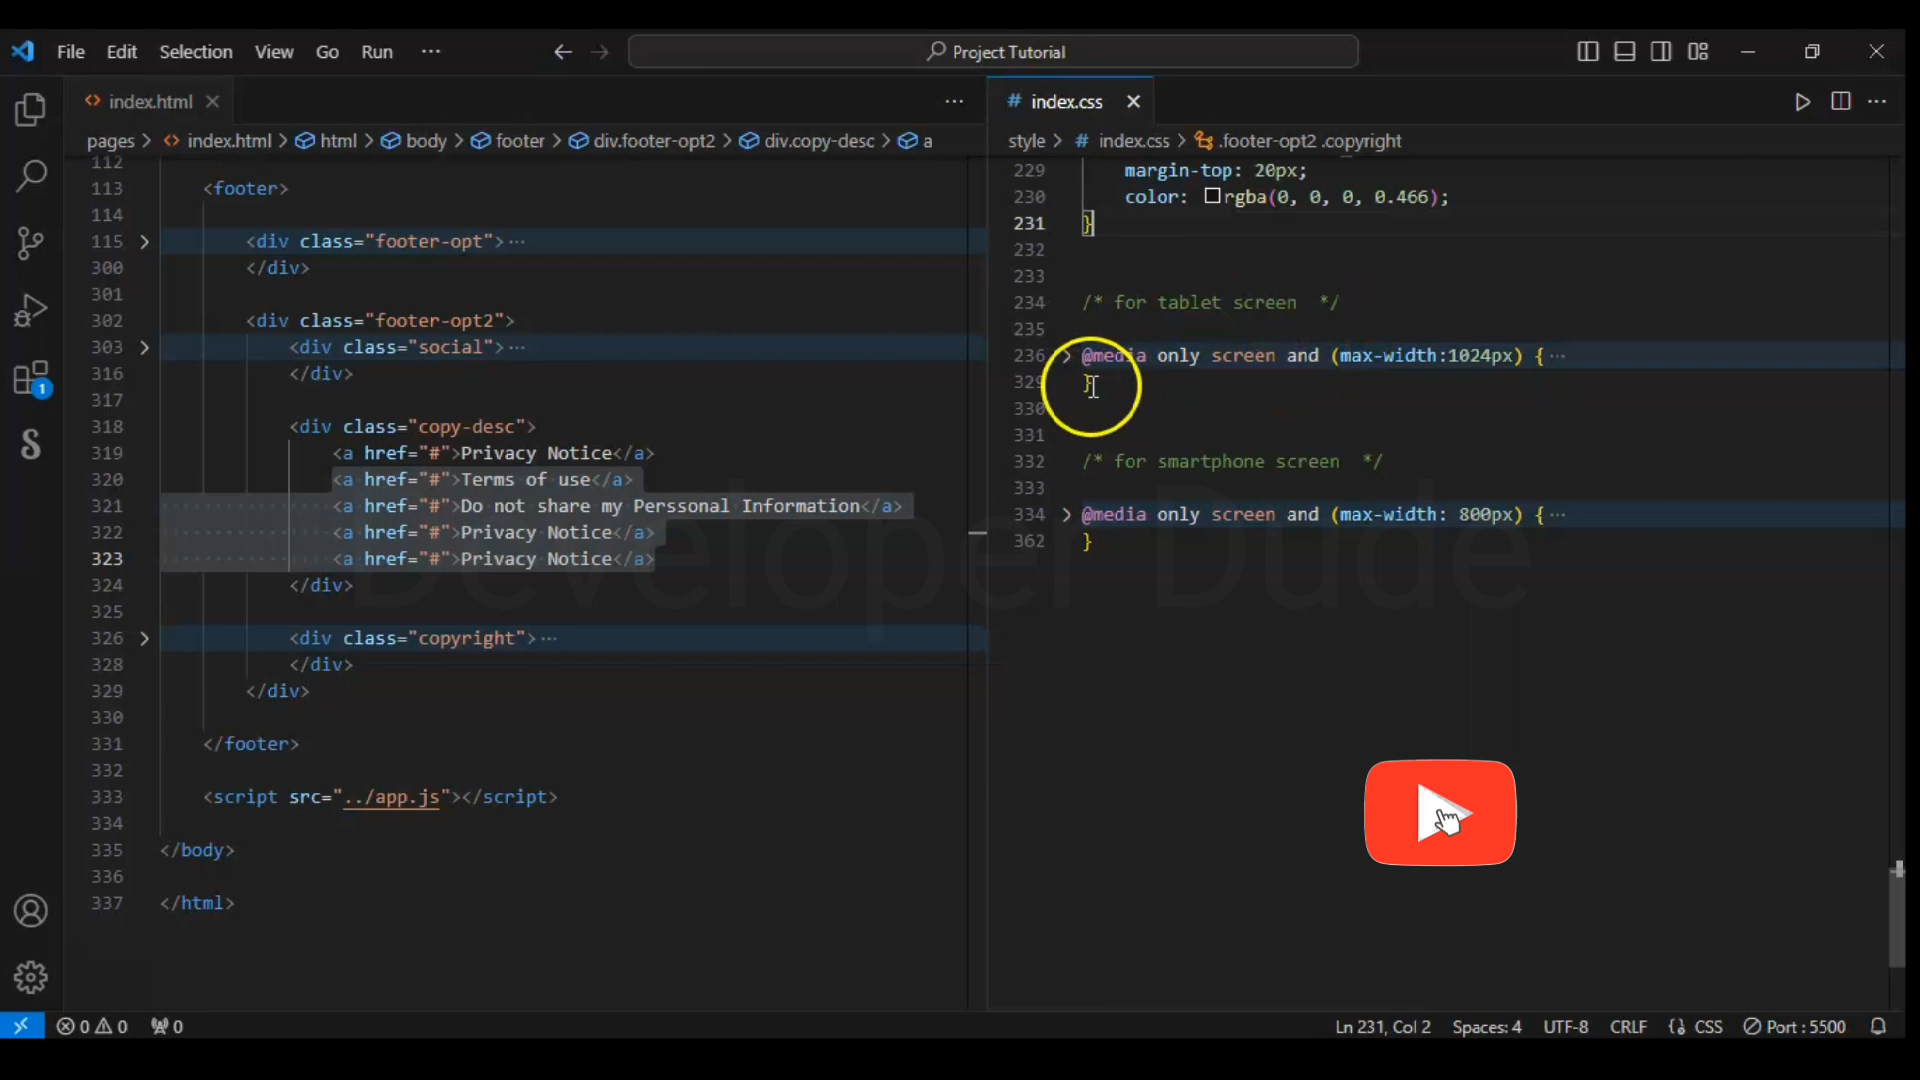 File Edit Selection View Go Run ··· Project Tutorial
index.html
pages > index.html > html > body > footer > div.footer-opt2 > div.copy-desc > a
112
113 <footer>
114
115 <div class="footer-opt">···
300 </div>
301
302 <div class="footer-opt2">
303 <div class="social">···
316 </div>
317
318 <div class="copy-desc">
319 <a href="#">Privacy Notice</a>
320 <a href="#">Terms of use</a>
321 <a href="#">Do not share my Perssonal Information</a>
322 <a href="#">Privacy Notice</a>
323 <a href="#">Privacy Notice</a>
324 </div>
325
326 <div class="copyright">···
328 </div>
329 </div>
330
331 </footer>
332
333 <script src="../app.js"></script>
334
335 </body>
336
337 </html>
# index.css
style > # index.css > .footer-opt2 .copyright
229 margin-top: 20px;
230 color: rgba(0, 0, 0, 0.466);
231 }
232
233
234 /* for tablet screen */
235
236 @media only screen and (max-width:1024px) {···
329 }
330
331
332 /* for smartphone screen */
333
334 @media only screen and (max-width: 800px) {···
362 }
Developer Dude
1
0 0 0 Ln 231, Col 2 Spaces: 4 UTF-8 CRLF {} CSS Port : 5500